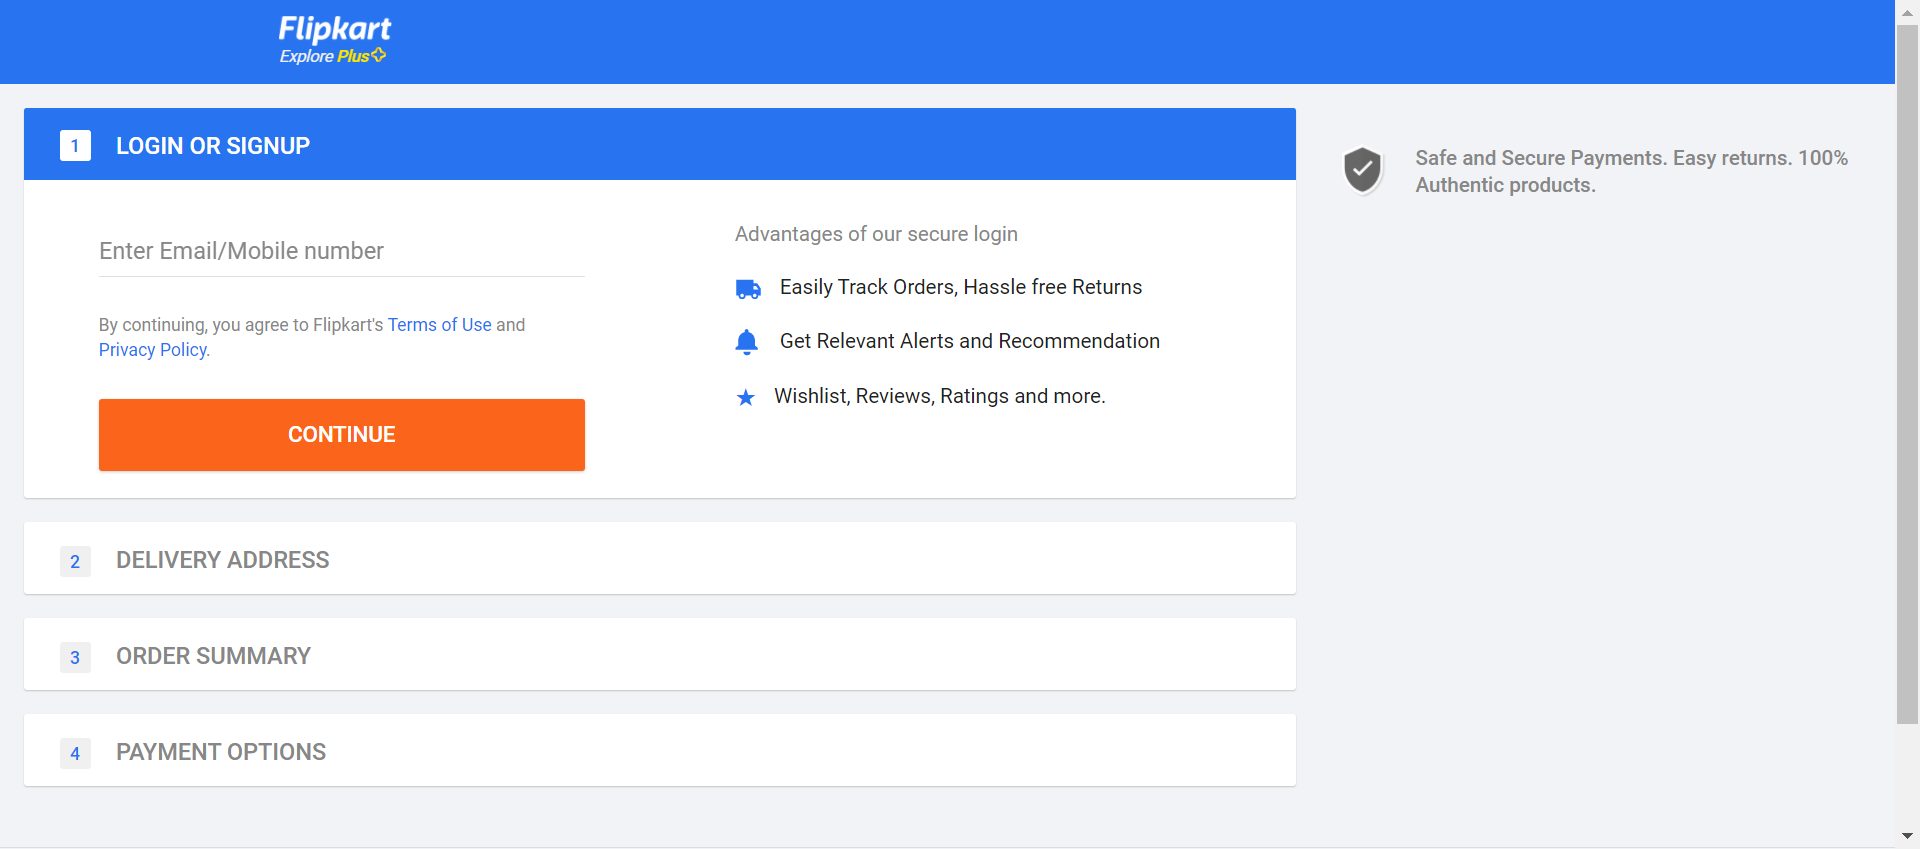 Flipkart
Explore Plus
1 LOGIN OR SIGNUP
Enter Email/Mobile number
By continuing, you agree to Flipkart's Terms of Use and
Privacy Policy.
CONTINUE
Advantages of our secure login
Easily Track Orders, Hassle free Returns
Get Relevant Alerts and Recommendation
Wishlist, Reviews, Ratings and more.
Safe and Secure Payments. Easy returns. 100%
Authentic products.
2 DELIVERY ADDRESS
3 ORDER SUMMARY
4 PAYMENT OPTIONS